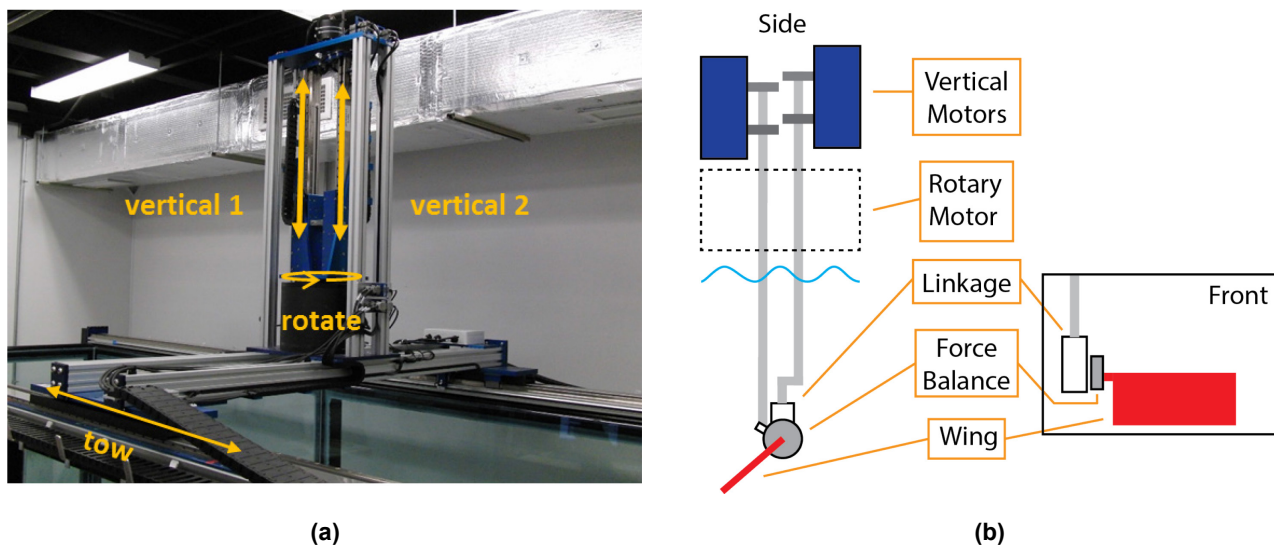 vertical 1
vertical 2
rotate
tow
(a)
Side
Vertical
Motors
Rotary
Motor
Linkage
Front
Force
Balance
Wing
(b)